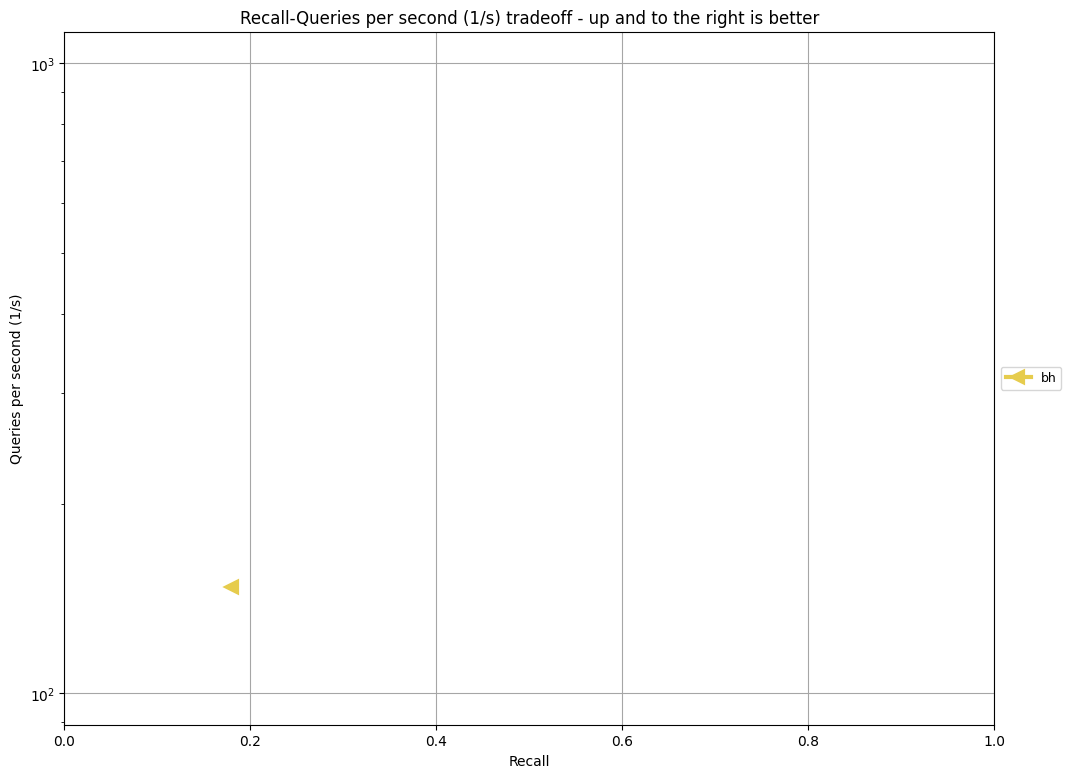 Recall-Queries per second (1/s) tradeoff - up and to the right is better
10³
Queries per second (1/s)
bh
10²
0.0 0.2 0.4 0.6 0.8 1.0
Recall